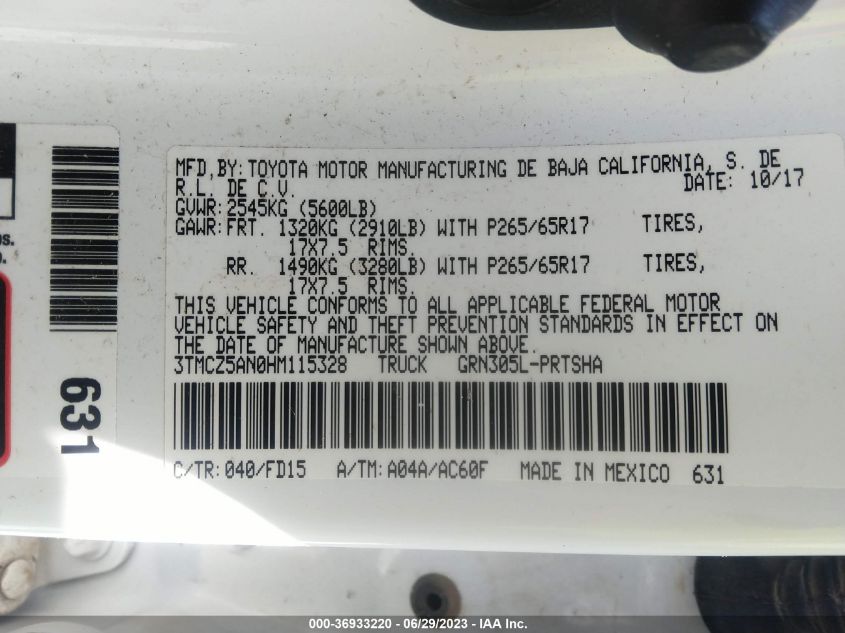 MFD,BY: TOYOTA MOTOR MANUFACTURING DE BAJA CALIFORNIA, S. DE
R.L. DE C.V. DATE: 10/17
GVWR: 2545KG (5600LB)
GAWR: FRT. 1320KG (2910LB) WITH P265/65R17 TIRES,
17X7.5 RIMS.
RR. 1490KG (3280LB) WITH P265/65R17 TIRES,
17X7.5 RIMS.
THIS VEHICLE CONFORMS TO ALL APPLICABLE FEDERAL MOTOR
VEHICLE SAFETY AND THEFT PREVENTION STANDARDS IN EFFECT ON
THE DATE OF MANUFACTURE SHOWN ABOVE.
3TMCZ5AN0HM115328 TRUCK GRN305L-PRTSHA
C/TR: 040/FD15 A/TM: A04A/AC60F MADE IN MEXICO 631
631
000-36933220 - 06/29/2023 - IAA Inc.